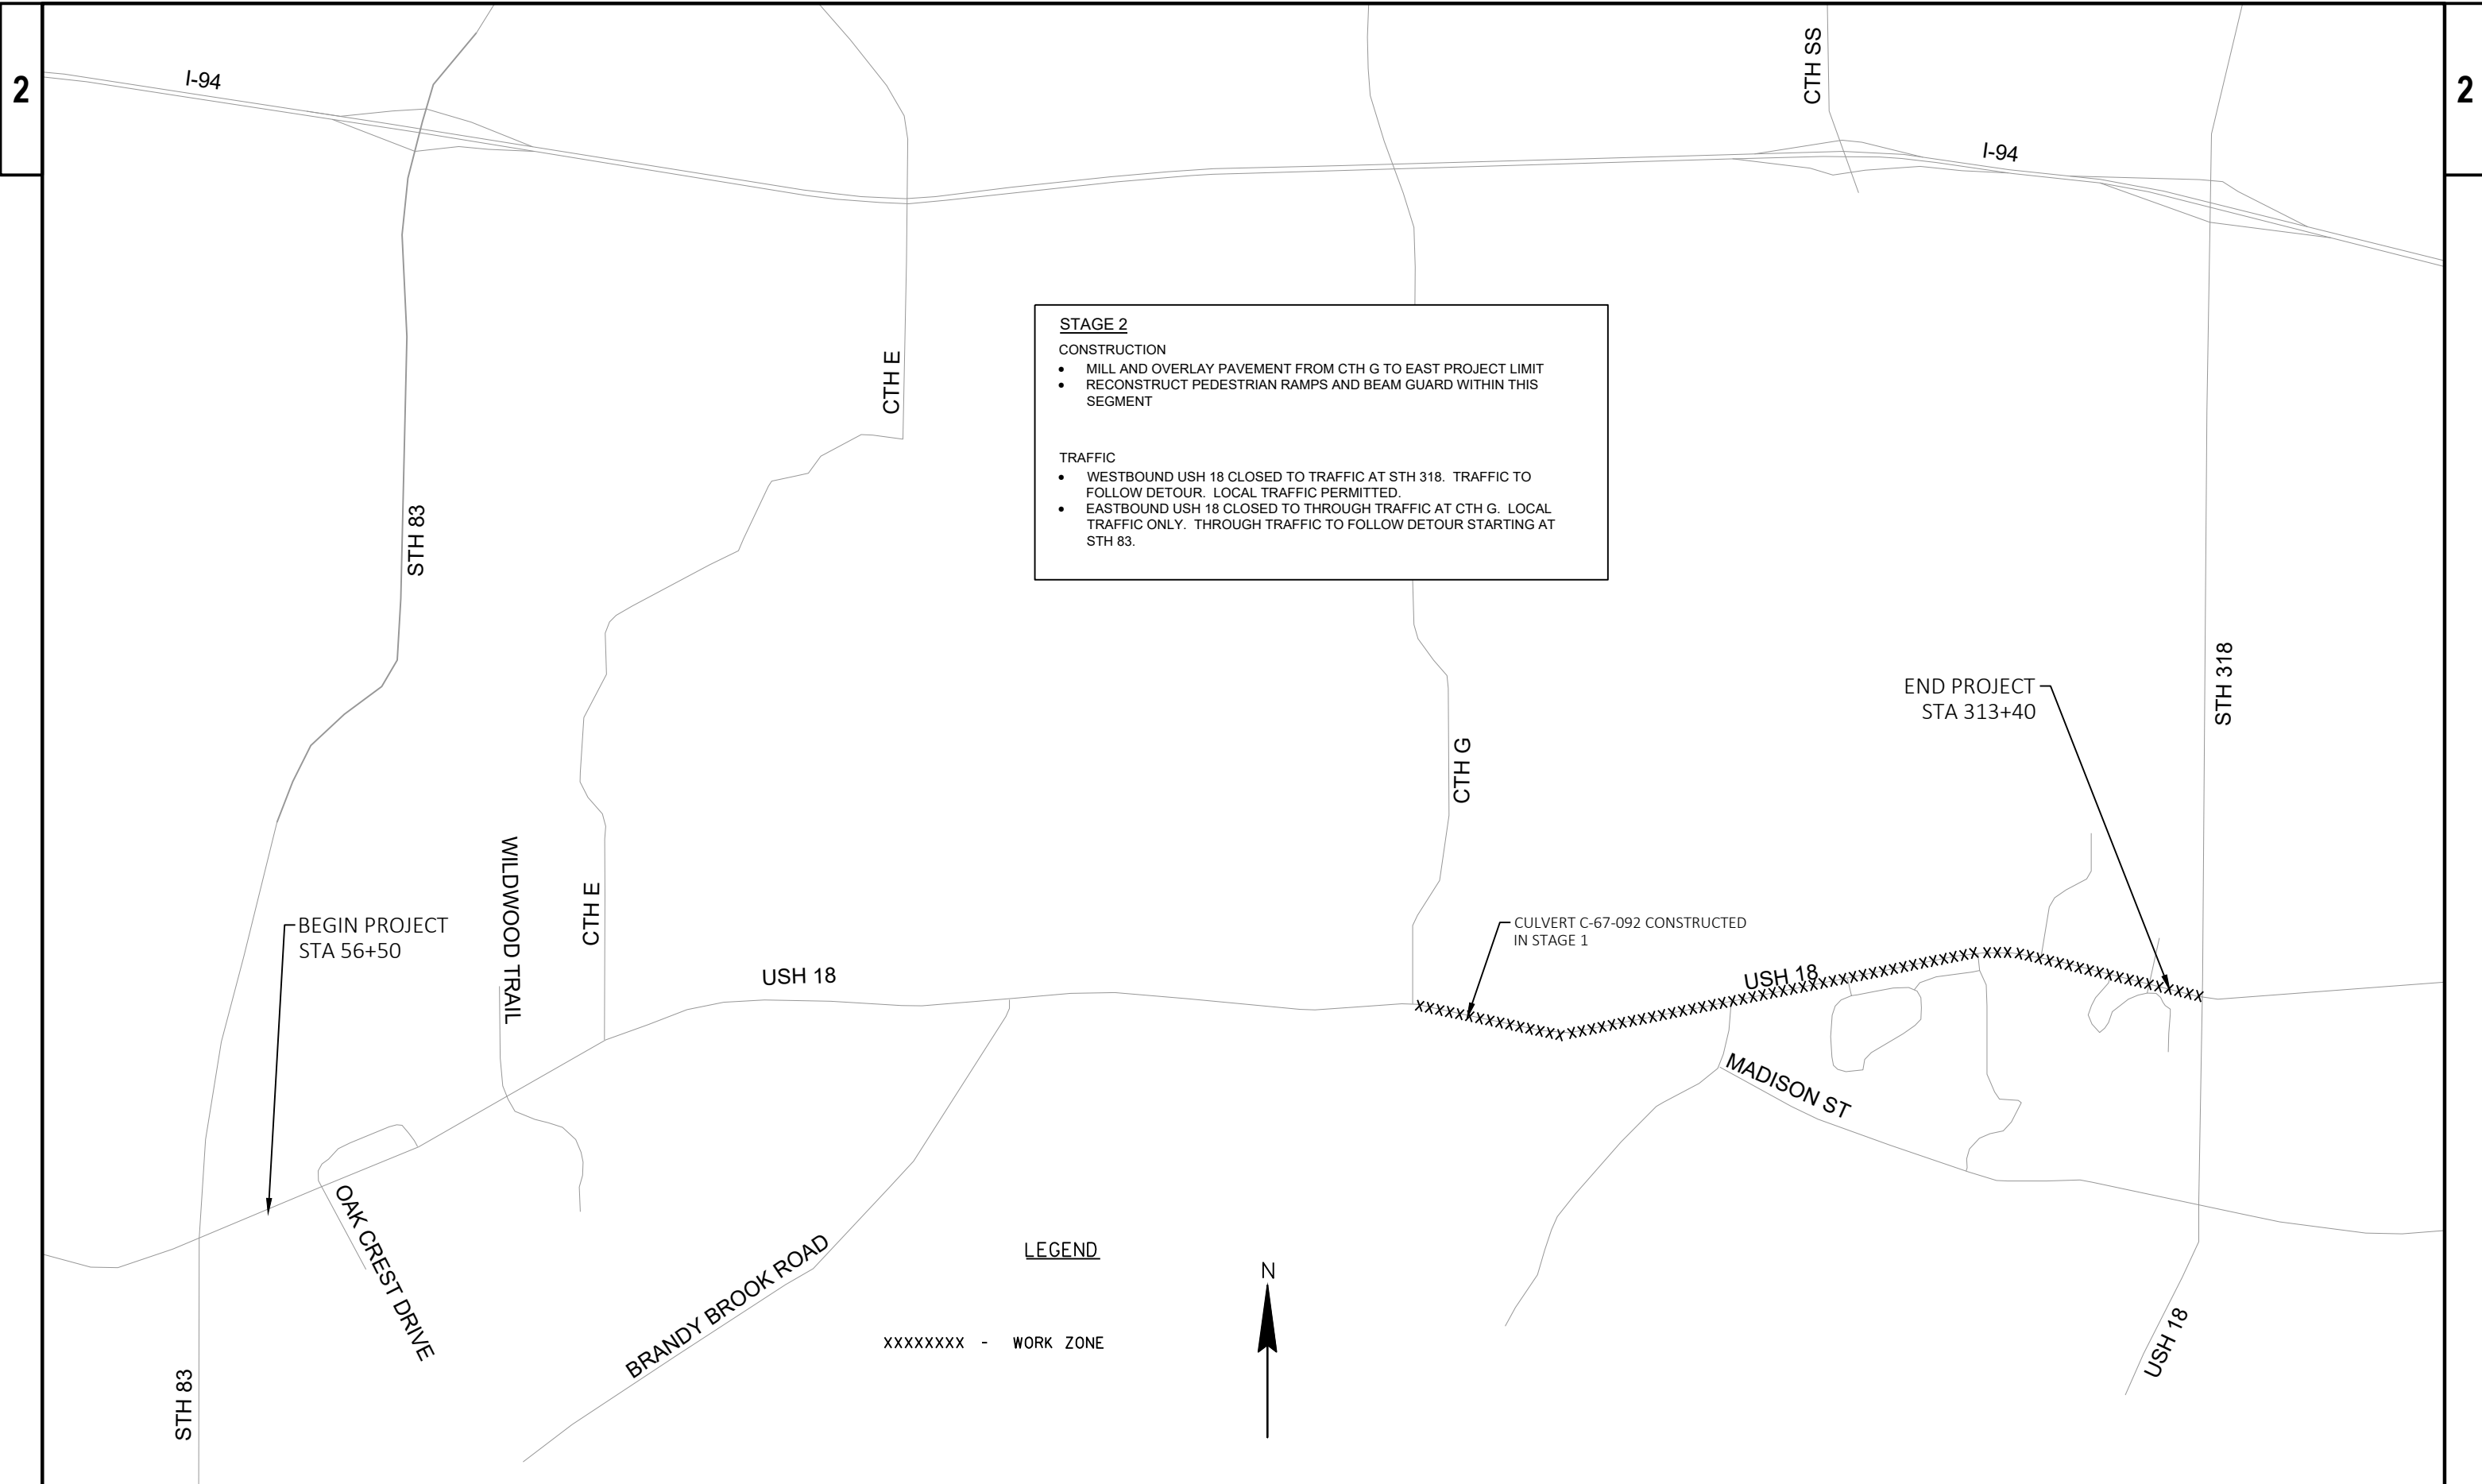 2
2
I-94
CTH SS
I-94
STAGE 2
CONSTRUCTION
• MILL AND OVERLAY PAVEMENT FROM CTH G TO EAST PROJECT LIMIT
• RECONSTRUCT PEDESTRIAN RAMPS AND BEAM GUARD WITHIN THIS
SEGMENT
TRAFFIC
• WESTBOUND USH 18 CLOSED TO TRAFFIC AT STH 318. TRAFFIC TO
FOLLOW DETOUR. LOCAL TRAFFIC PERMITTED.
• EASTBOUND USH 18 CLOSED TO THROUGH TRAFFIC AT CTH G. LOCAL
TRAFFIC ONLY. THROUGH TRAFFIC TO FOLLOW DETOUR STARTING AT
STH 83.
CTH E
STH 83
STH 318
END PROJECT
STA 313+40
CTH G
WILDWOOD TRAIL
CTH E
BEGIN PROJECT
STA 56+50
CULVERT C-67-092 CONSTRUCTED
IN STAGE 1
USH 18
USH 18
MADISON ST
OAK CREST DRIVE
BRANDY BROOK ROAD
LEGEND
N
XXXXXXXX - WORK ZONE
USH 18
STH 83